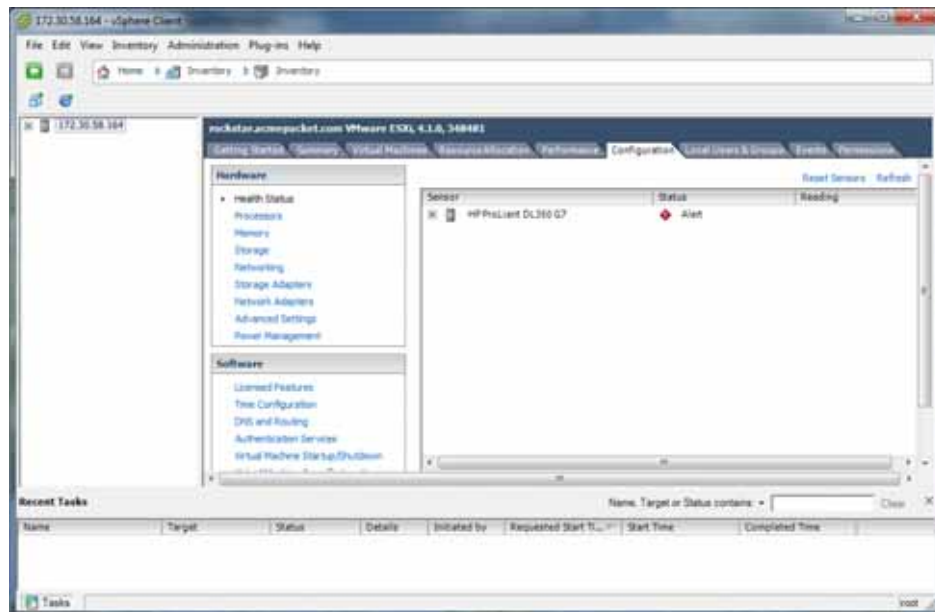 172.30.58.164 - vSphere Client
File Edit View Inventory Administration Plug-ins Help
Home Inventory Inventory
172.30.58.164
rockstar.acmepacket.com VMware ESXi, 4.1.0, 348481
Getting Started Summary Virtual Machines Resource Allocation Performance Configuration Local Users & Groups Events Permissions
Hardware
Health Status
Processors
Memory
Storage
Networking
Storage Adapters
Network Adapters
Advanced Settings
Power Management
Software
Licensed Features
Time Configuration
DNS and Routing
Authentication Services
Virtual Machine Startup/Shutdown
Reset Sensors Refresh
Sensor Status Reading
HP ProLiant DL360 G7 Alert
Recent Tasks
Name, Target or Status contains: Clear
Name Target Status Details Initiated by Requested Start Ti... Start Time Completed Time
Tasks
root